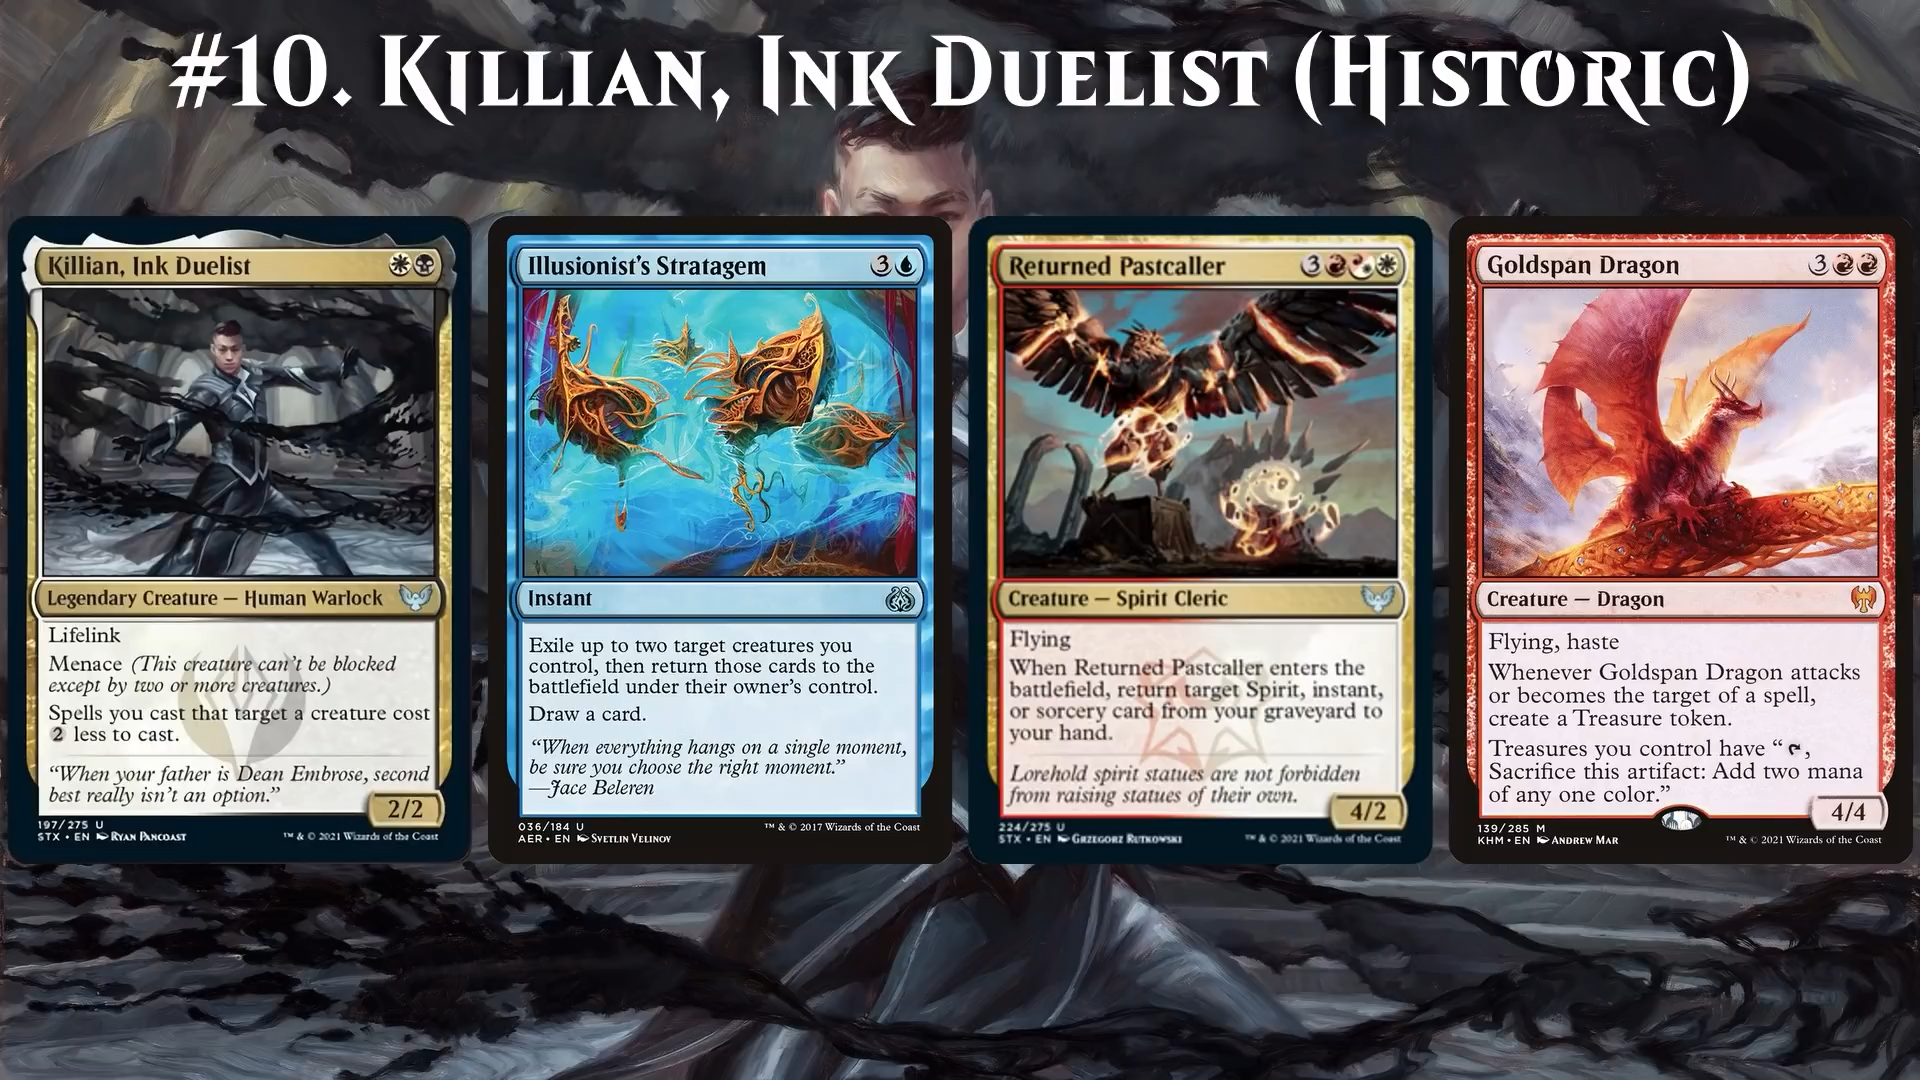 #10. Killian, Ink Duelist (Historic)
Killian, Ink Duelist
Legendary Creature — Human Warlock
Lifelink
Menace (This creature can't be blocked
except by two or more creatures.)
Spells you cast that target a creature cost
2 less to cast.
"When your father is Dean Embrose, second
best really isn't an option."
2/2
197/275 U
STX • EN Ryan Pancoast
™ & © 2021 Wizards of the Coast
Illusionist's Stratagem
3
Instant
Exile up to two target creatures you
control, then return those cards to the
battlefield under their owner's control.
Draw a card.
"When everything hangs on a single moment,
be sure you choose the right moment."
—Jace Beleren
036/184 U
AER • EN Svetlin Velinov
™ & © 2017 Wizards of the Coast
Returned Pastcaller
3
Creature — Spirit Cleric
Flying
When Returned Pastcaller enters the
battlefield, return target Spirit, instant,
or sorcery card from your graveyard to
your hand.
Lorehold spirit statues are not forbidden
from raising statues of their own.
4/2
224/275 U
STX • EN Grzegorz Rutkowski
™ & © 2021 Wizards of the Coast
Goldspan Dragon
3
Creature — Dragon
Flying, haste
Whenever Goldspan Dragon attacks
or becomes the target of a spell,
create a Treasure token.
Treasures you control have " ,
Sacrifice this artifact: Add two mana
of any one color."
4/4
139/285 M
KHM • EN Andrew Mar
™ & © 2021 Wizards of the Coast